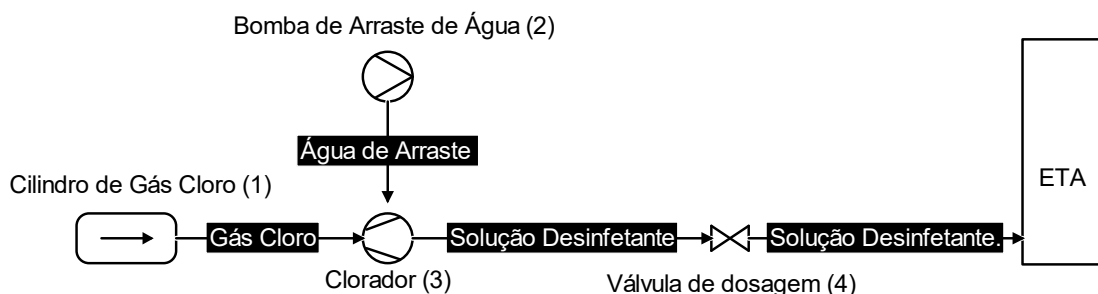 Bomba de Arraste de Água (2)
Água de Arraste
Cilindro de Gás Cloro (1)
ETA
Gás Cloro
Solução Desinfetante
Solução Desinfetante.
Clorador (3)
Válvula de dosagem (4)